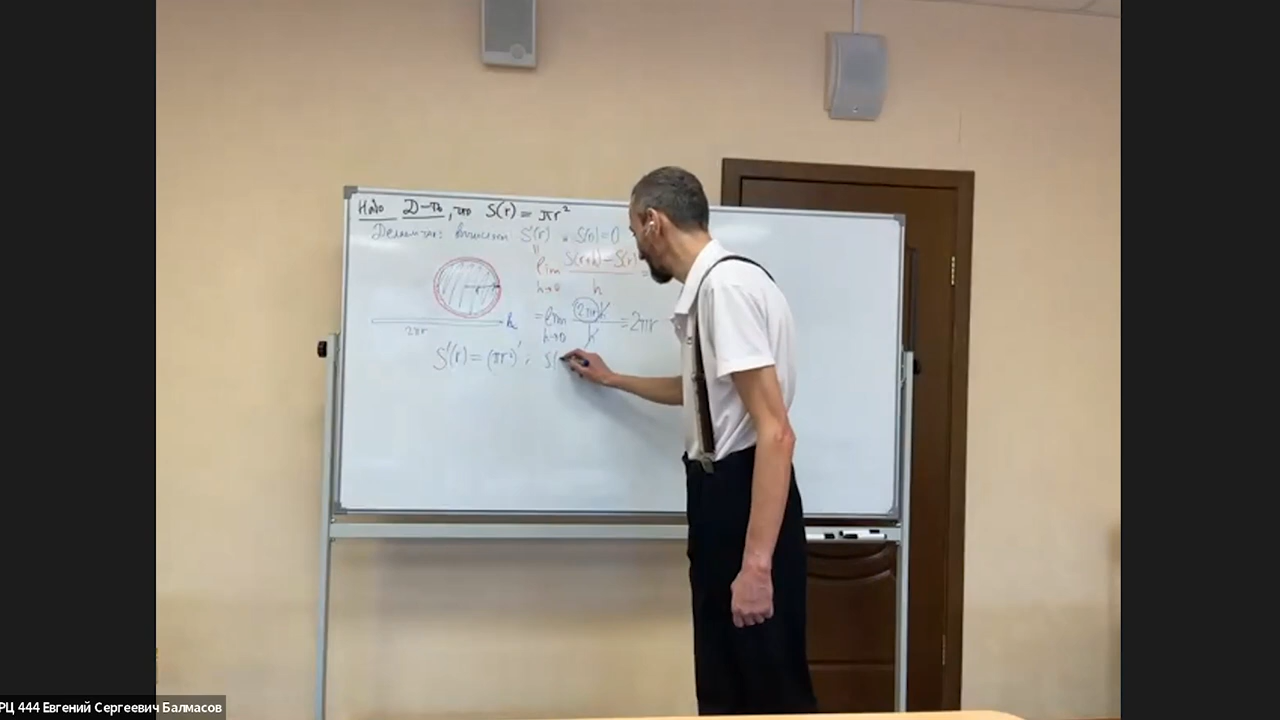 Надо Д-ть, что S(r) = πr²
Делим так: вычислим S'(r) и S(0)=0
" lim S(r+h) − S(r) / h =
h→0
= lim (2πr)h / h = 2πr
h→0
h
2πr
S'(r) = (πr²)' ; S(
РЦ 444 Евгений Сергеевич Балмасов